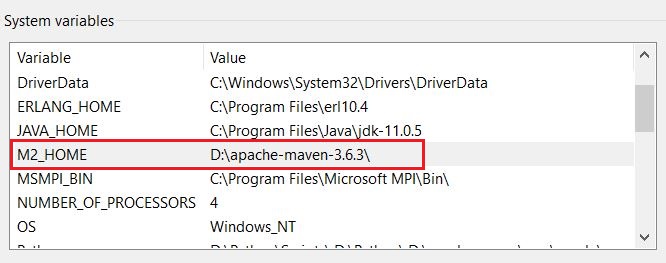 System variables
Variable Value
DriverData C:\Windows\System32\Drivers\DriverData
ERLANG_HOME C:\Program Files\erl10.4
JAVA_HOME C:\Program Files\Java\jdk-11.0.5
M2_HOME D:\apache-maven-3.6.3\
MSMPI_BIN C:\Program Files\Microsoft MPI\Bin\
NUMBER_OF_PROCESSORS 4
OS Windows_NT